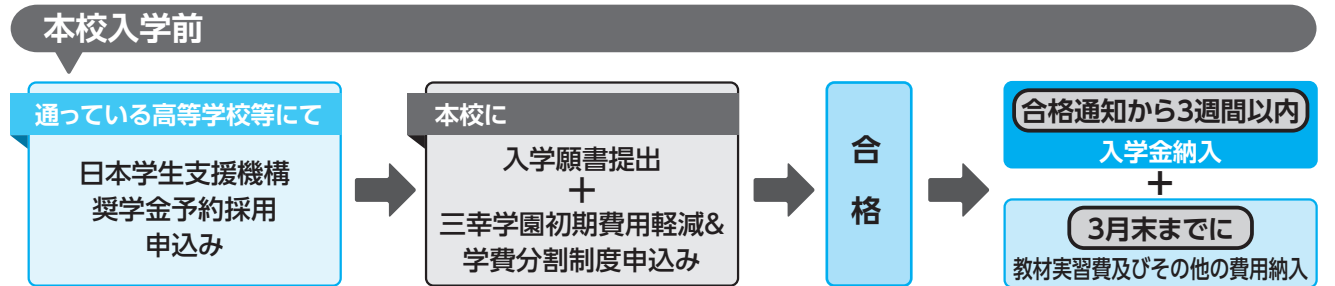 本校入学前
通っている高等学校等にて
日本学生支援機構
奨学金予約採用
申込み
本校に
入学願書提出
+
三幸学園初期費用軽減&
学費分割制度申込み
合
格
合格通知から3週間以内
入学金納入
+
3月末までに
教材実習費及びその他の費用納入